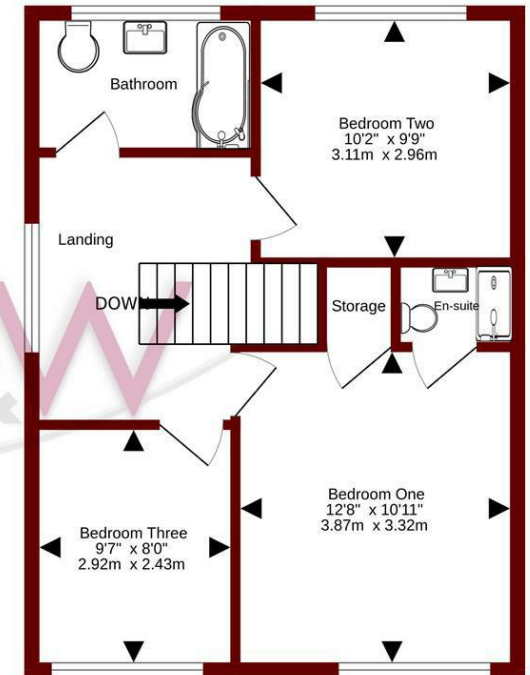 Bathroom
Bedroom Two
10'2" x 9'9"
3.11m x 2.96m
Landing
DOWN
Storage
En-suite
Bedroom One
12'8" x 10'11"
3.87m x 3.32m
Bedroom Three
9'7" x 8'0"
2.92m x 2.43m
W
&